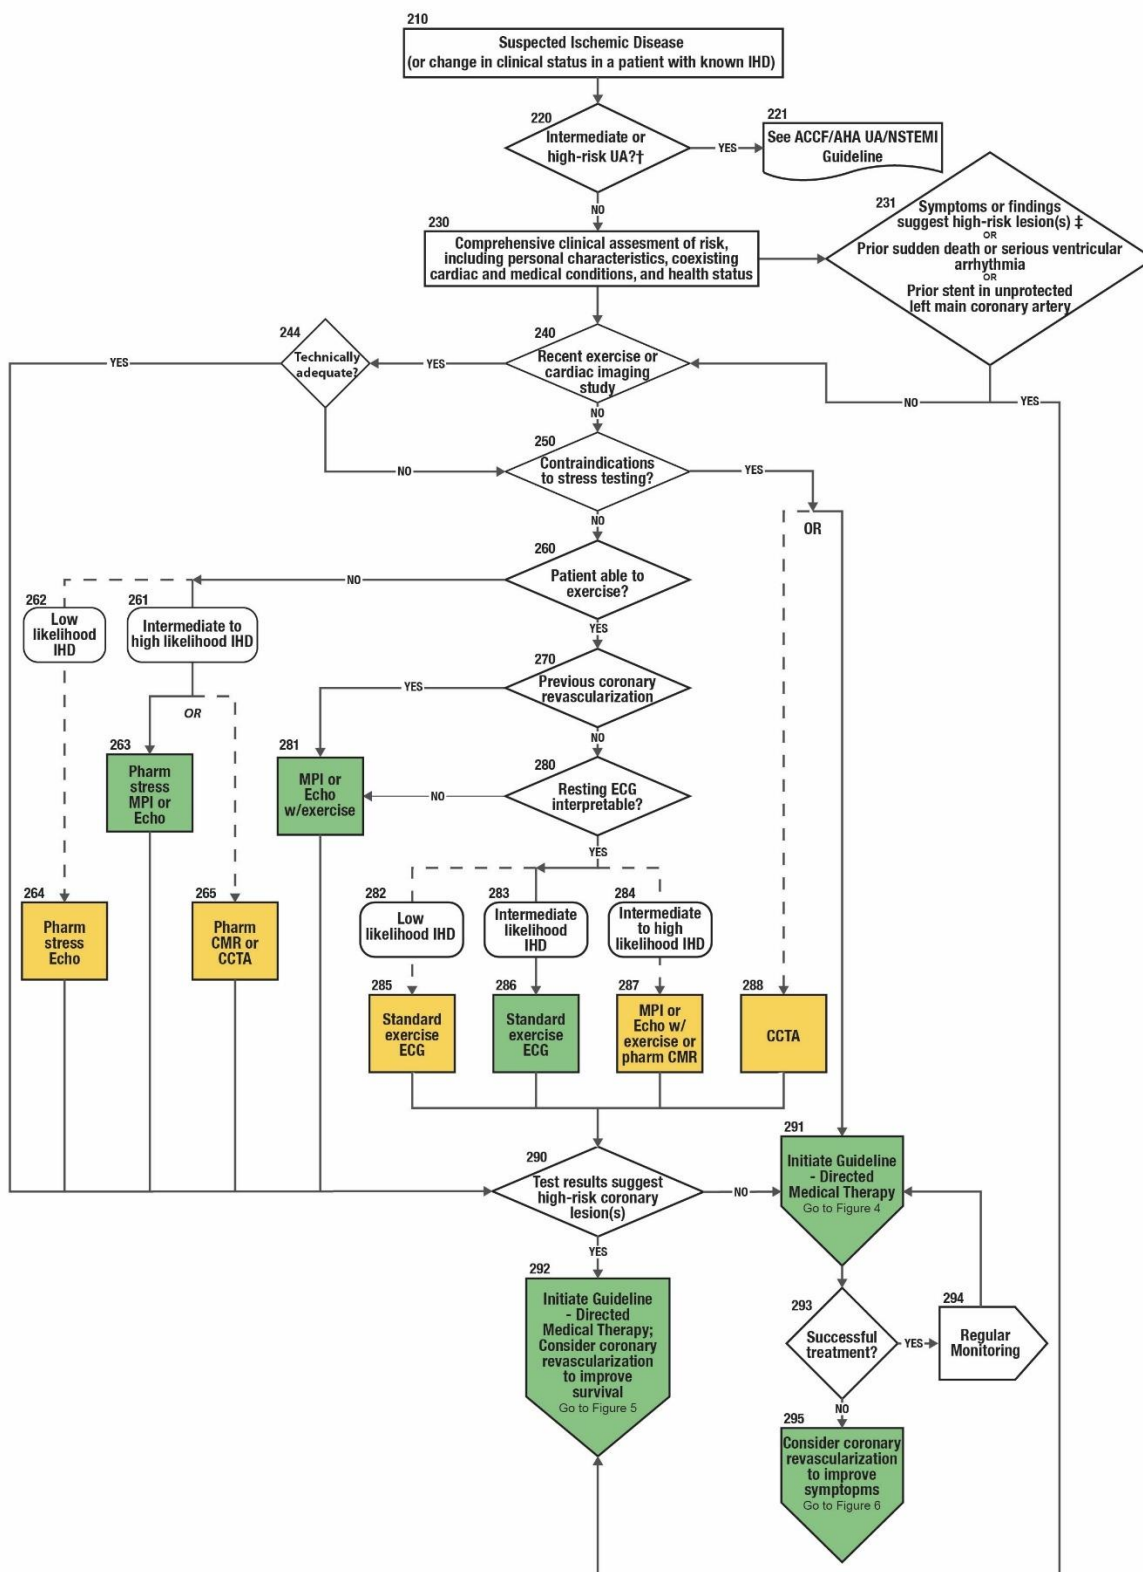 210
Suspected Ischemic Disease
(or change in clinical status in a patient with known IHD)
220
Intermediate or
high-risk UA?†
YES
221
See ACCF/AHA UA/NSTEMI
Guideline
NO
231
Symptoms or findings
suggest high-risk lesion(s) ‡
OR
Prior sudden death or serious ventricular
arrhythmia
OR
Prior stent in unprotected
left main coronary artery
230
Comprehensive clinical assesment of risk,
including personal characteristics, coexisting
cardiac and medical conditions, and health status
244
Technically
adequate?
YES
240
Recent exercise or
cardiac imaging
study
YES
NO
YES
NO
250
Contraindications
to stress testing?
NO
YES
OR
NO
260
Patient able to
exercise?
NO
262
Low
likelihood
IHD
261
Intermediate to
high likelihood IHD
YES
270
Previous coronary
revascularization
YES
OR
NO
263
Pharm
stress
MPI or
Echo
281
MPI or
Echo
w/exercise
280
Resting ECG
interpretable?
NO
YES
264
Pharm
stress
Echo
265
Pharm
CMR or
CCTA
282
Low
likelihood IHD
283
Intermediate
likelihood
IHD
284
Intermediate
to high
likelihood IHD
285
Standard
exercise
ECG
286
Standard
exercise
ECG
287
MPI or
Echo w/
exercise or
pharm CMR
288
CCTA
290
Test results suggest
high-risk coronary
lesion(s)
NO
291
Initiate Guideline
- Directed
Medical Therapy
Go to Figure 4
YES
292
Initiate Guideline
- Directed
Medical Therapy;
Consider coronary
revascularization
to improve
survival
Go to Figure 5
293
Successful
treatment?
YES
294
Regular
Monitoring
NO
295
Consider coronary
revascularization
to improve
symptopms
Go to Figure 6